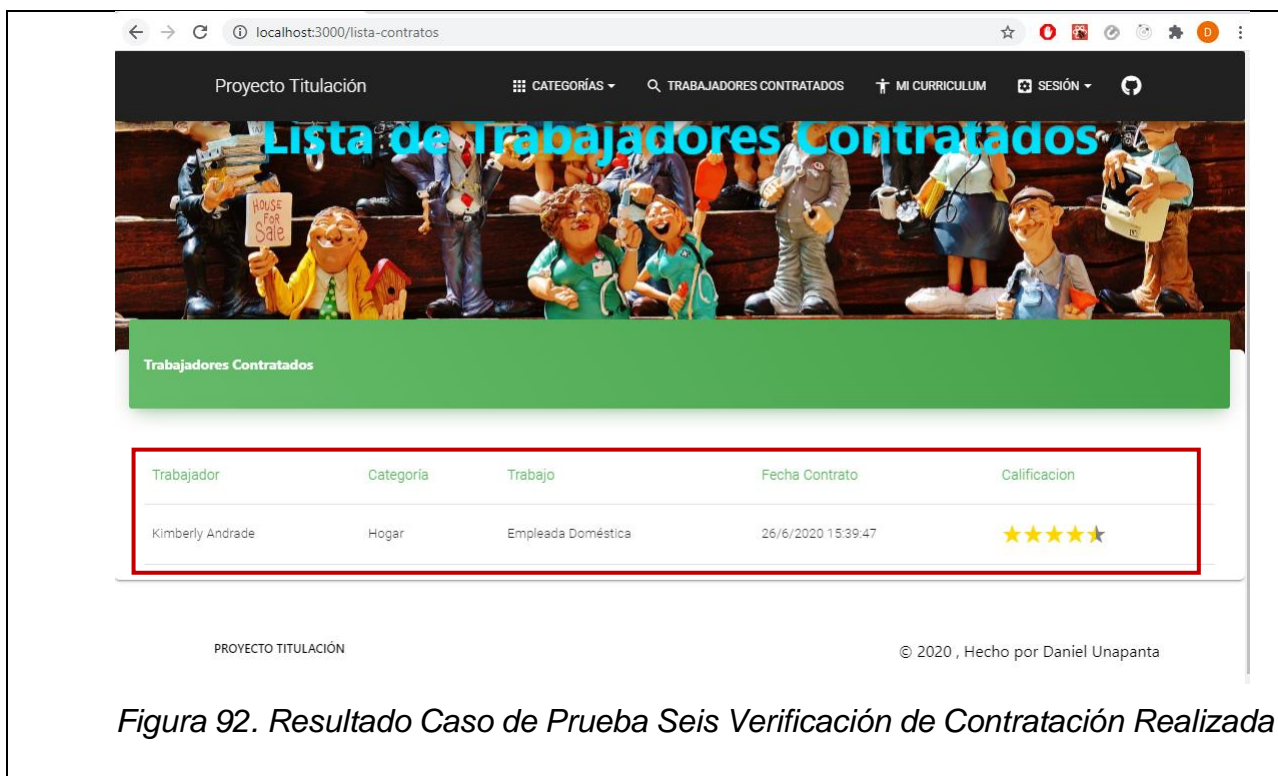 localhost:3000/lista-contratos
D
Proyecto Titulación
CATEGORÍAS
TRABAJADORES CONTRATADOS
MI CURRICULUM
SESIÓN
Lista de Trabajadores Contratados
HOUSE
FOR
Sale
Trabajadores Contratados
Trabajador Categoría Trabajo Fecha Contrato Calificacion
Kimberly Andrade Hogar Empleada Doméstica 26/6/2020 15:39:47
PROYECTO TITULACIÓN
© 2020 , Hecho por Daniel Unapanta
Figura 92. Resultado Caso de Prueba Seis Verificación de Contratación Realizada